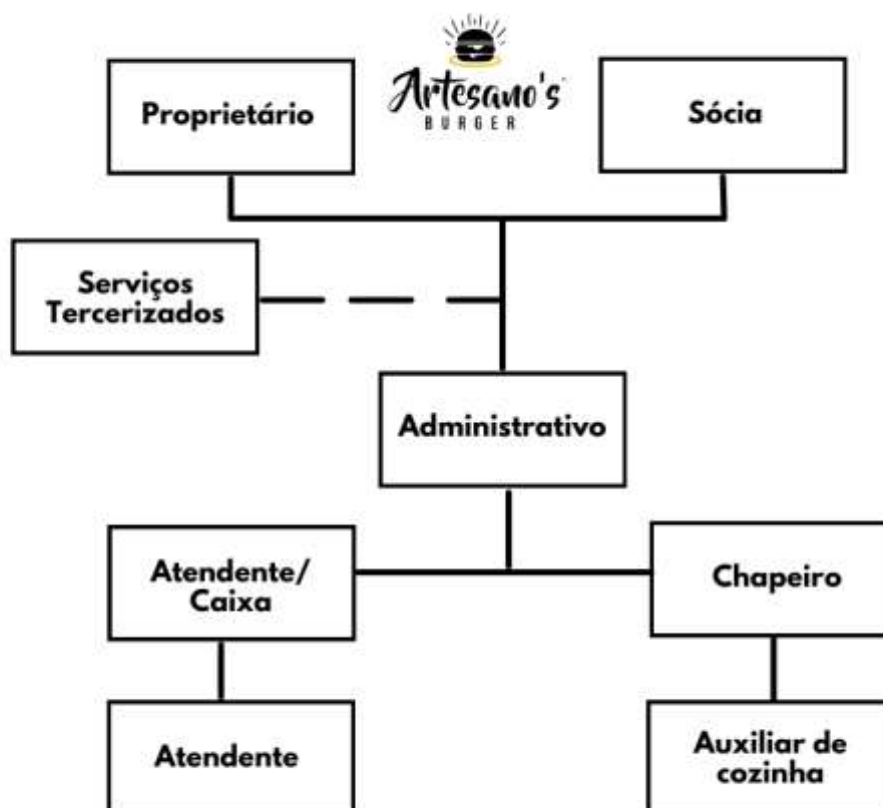 Proprietário
Artesano's
BURGER
Sócia
Serviços
Tercerizados
Administrativo
Atendente/
Caixa
Chapeiro
Atendente
Auxiliar de
cozinha